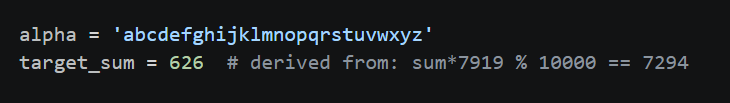 alpha = 'abcdefghijklmnopqrstuvwxyz'
target_sum = 626  # derived from: sum*7919 % 10000 == 7294